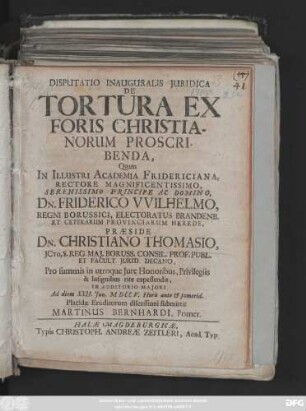 DISPUTATIO INAUGURALIS JURIDICA
DE
TORTURA EX
FORIS CHRISTIA-
NORUM PROSCRI-
BENDA,
Quam
IN ILLUSTRI ACADEMIA FRIDERICIANA,
RECTORE MAGNIFICENTISSIMO,
SERENISSIMO PRINCIPE AC DOMINO,
DN. FRIDERICO VVILHELMO,
REGNI BORUSSICI, ELECTORATUS BRANDENB.
ET CETERARUM PROVINCIARUM HEREDE,
PRÆSIDE
DN. CHRISTIANO THOMASIO,
JCto, S. REG. MAJ. BORUSS. CONSIL. PROF. PUBL.
ET FACULT. JURID. DECANO,
Pro summis in utroque Jure Honoribus, Privilegiis
& Insignibus rite capessendis,
IN AUDITORIO MAJORI
Ad diem XXII. Jun. MDCCV. Horis ante & pomerid.
Placidæ Eruditorum disensioni submittet
MARTINUS BERNHARDI, Pomer.
HALÆ MAGDEBURGICÆ,
Typis CHRISTOPH. ANDREÆ ZEITLERI, Acad. Typ.
41